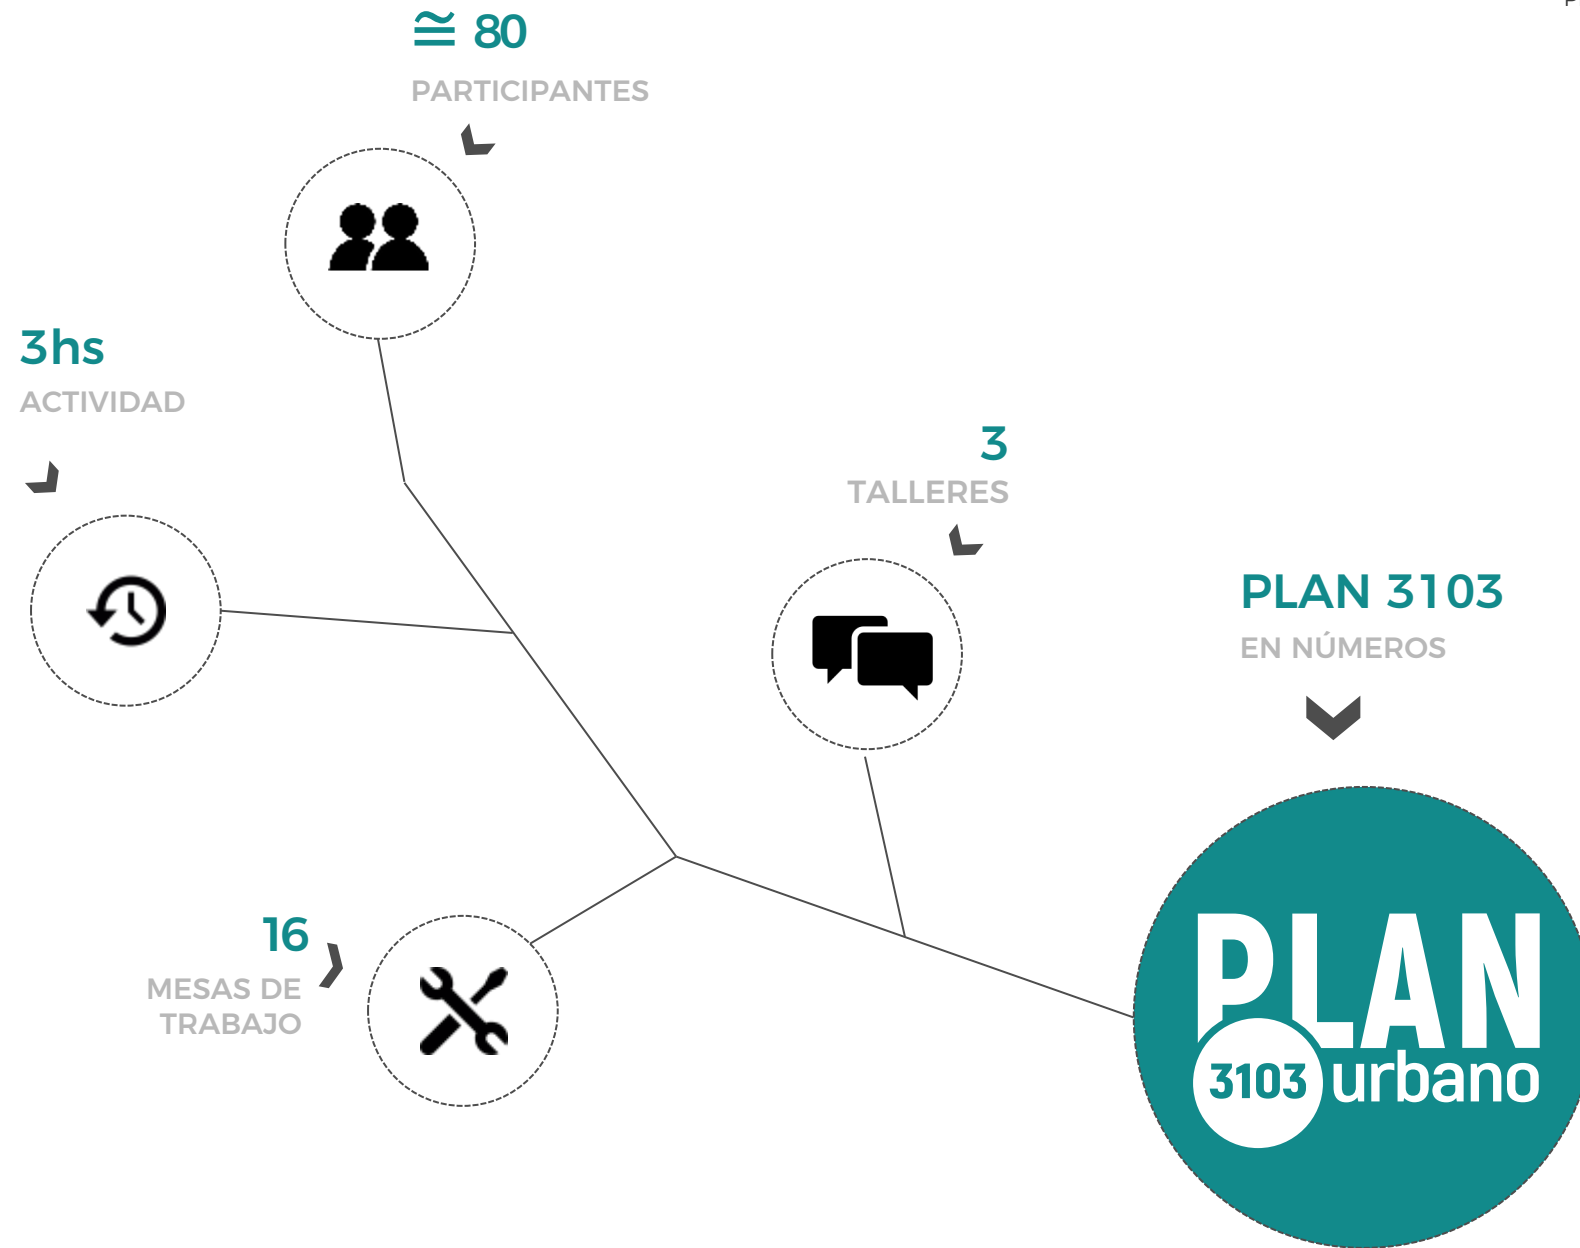 ≅ 80
PARTICIPANTES
3hs
ACTIVIDAD
3
TALLERES
PLAN 3103
EN NÚMEROS
16
MESAS DE
TRABAJO
PLAN
3103 urbano